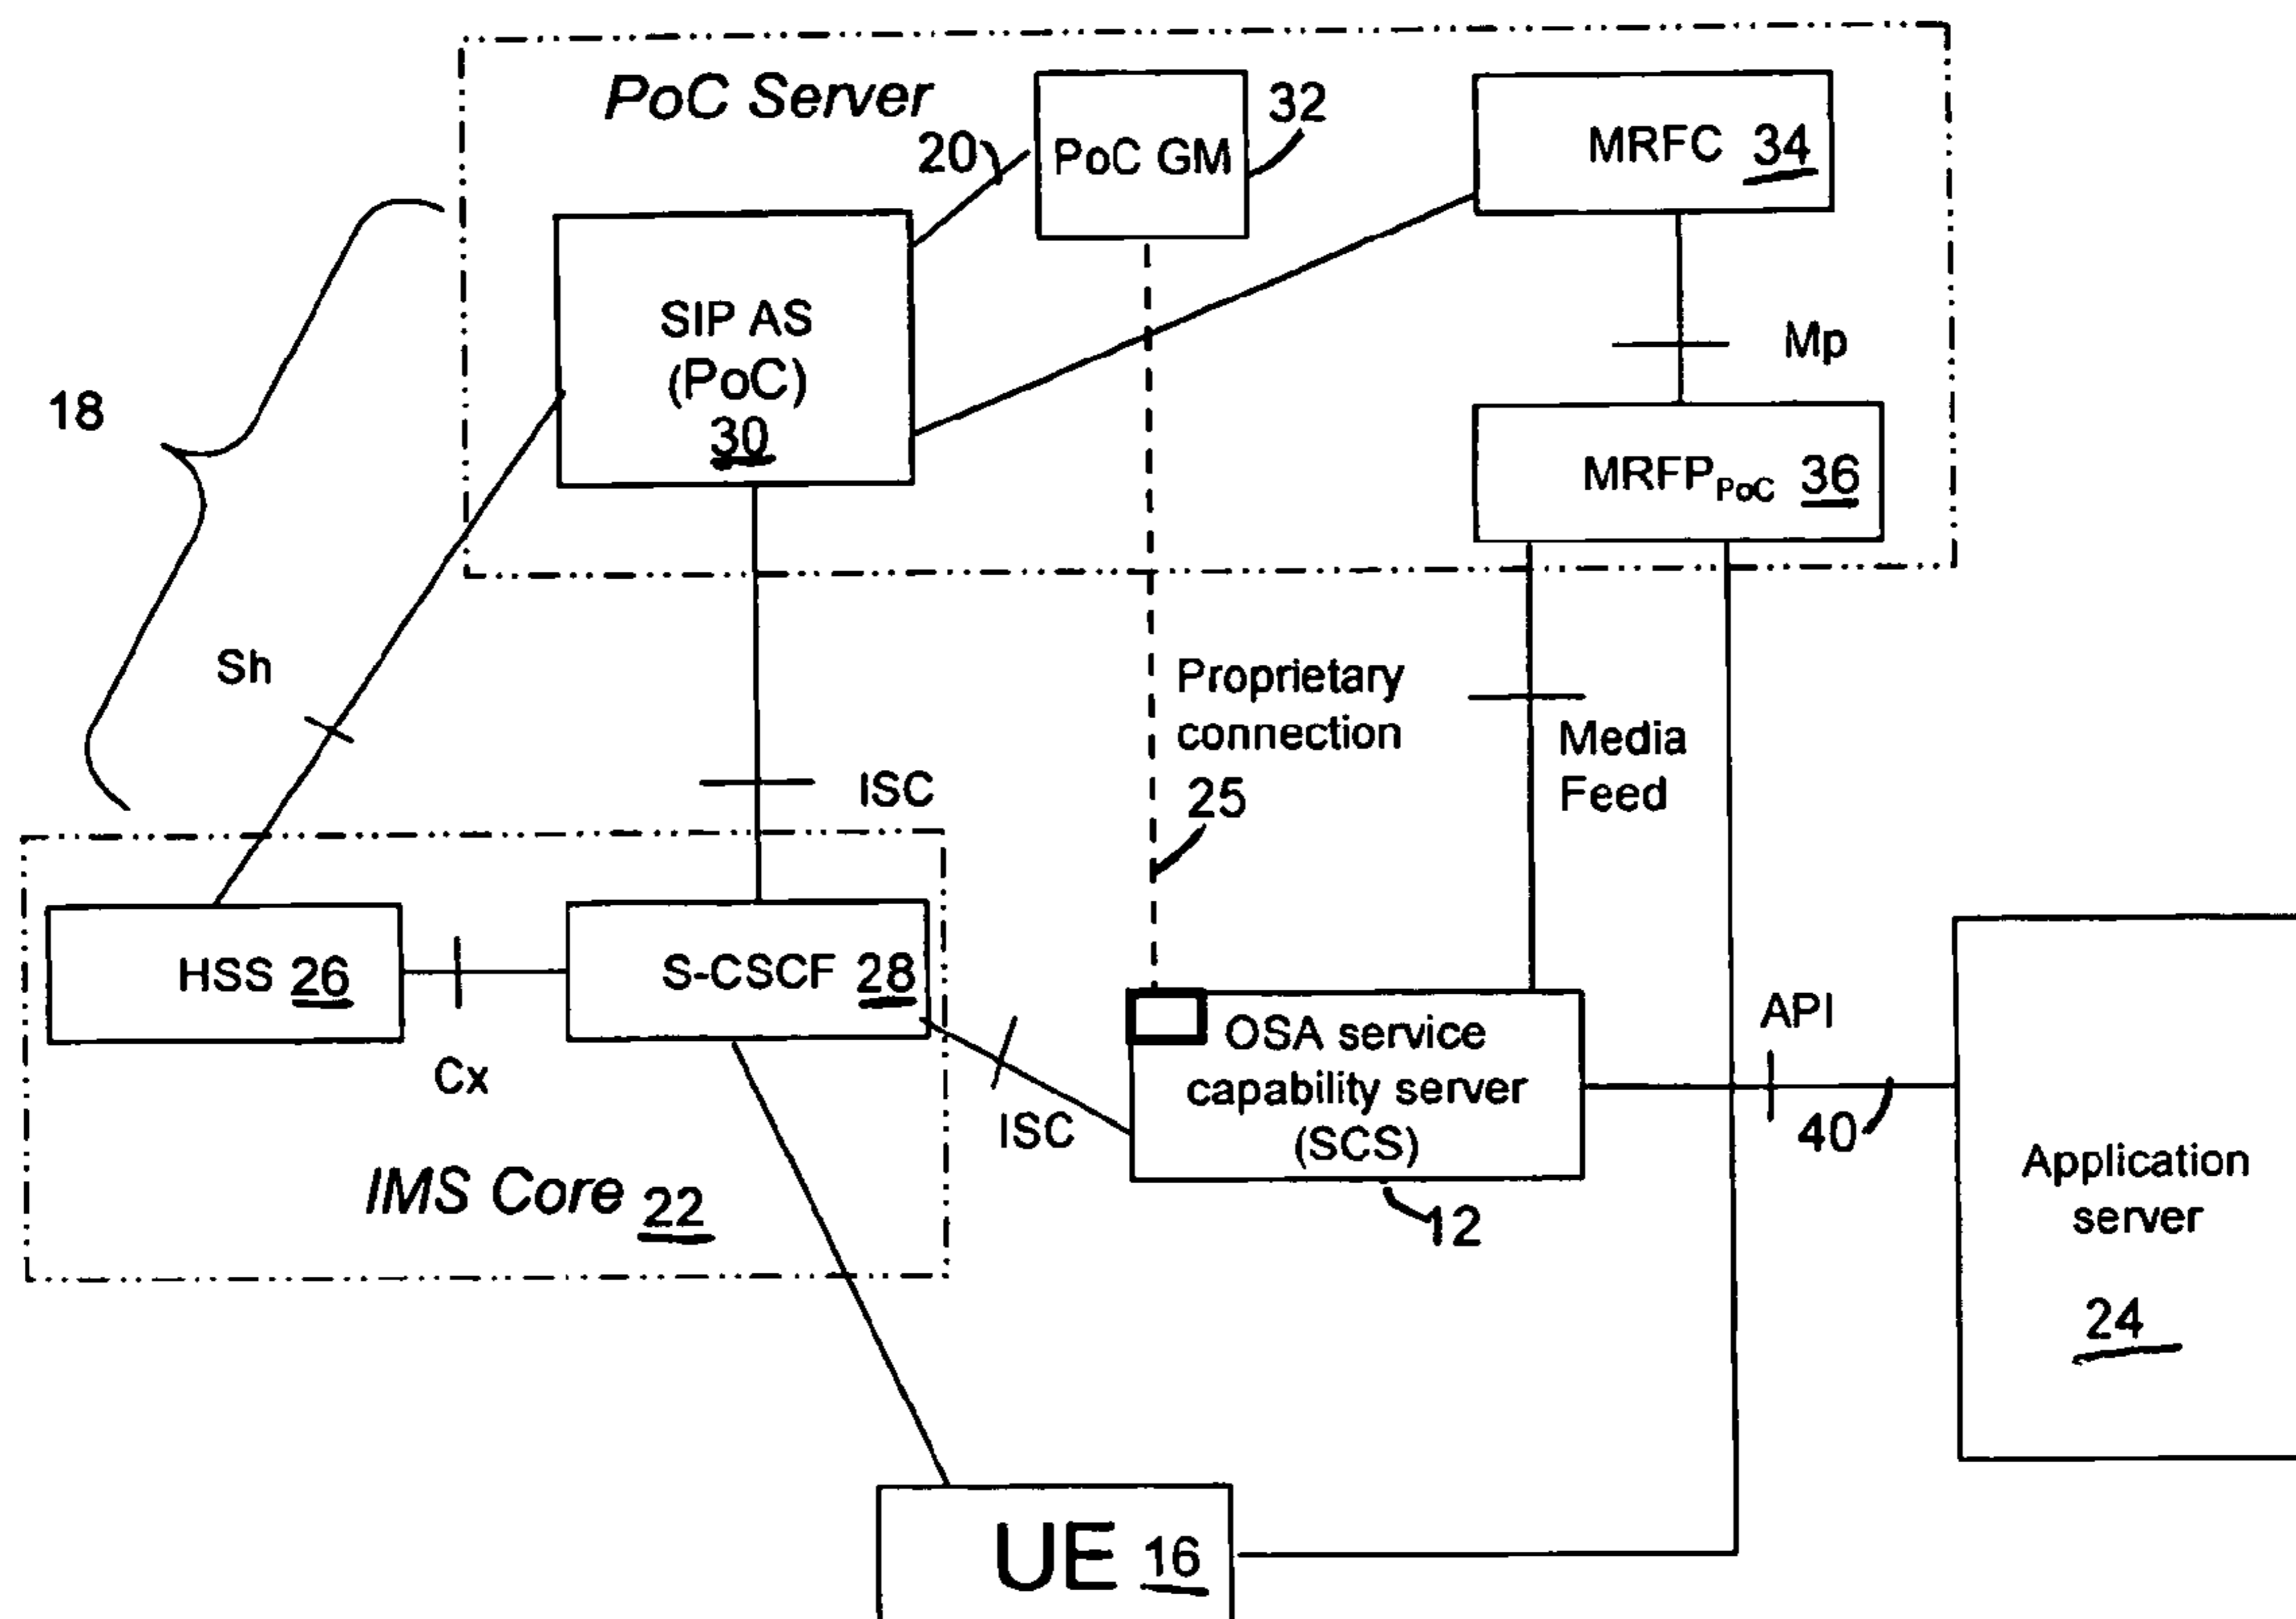 PoC Server
20
PoC GM
32
MRFC 34
SIP AS
(PoC)
30
Mp
18
MRFPPoC 36
Sh
Proprietary
connection
25
Media
Feed
ISC
HSS 26
S-CSCF 28
Cx
ISC
OSA service
capability server
(SCS)
12
API
40
Application
server
24
IMS Core 22
UE 16